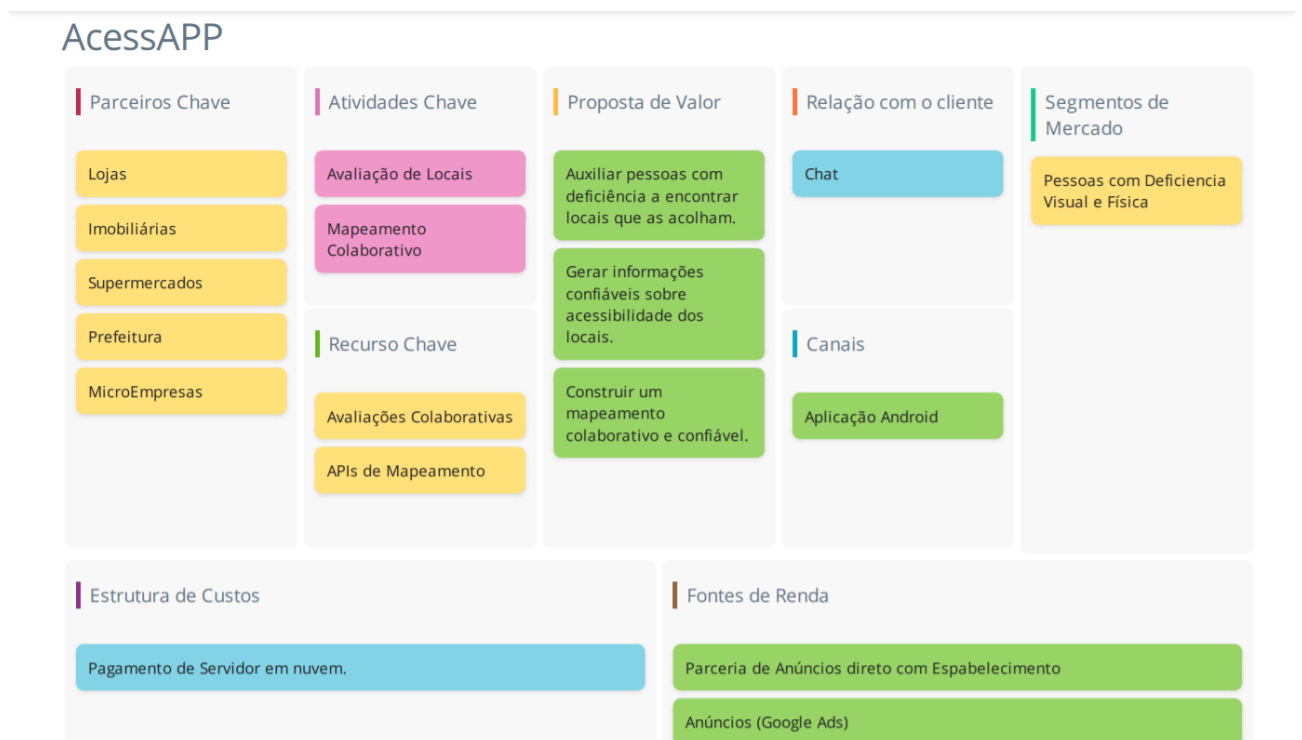 AcessAPP
Parceiros Chave
Lojas
Imobiliárias
Supermercados
Prefeitura
MicroEmpresas
Atividades Chave
Avaliação de Locais
Mapeamento
Colaborativo
Recurso Chave
Avaliações Colaborativas
APIs de Mapeamento
Proposta de Valor
Auxiliar pessoas com
deficiência a encontrar
locais que as acolham.
Gerar informações
confiáveis sobre
acessibilidade dos
locais.
Construir um
mapeamento
colaborativo e confiável.
Relação com o cliente
Chat
Canais
Aplicação Android
Segmentos de
Mercado
Pessoas com Deficiencia
Visual e Física
Estrutura de Custos
Pagamento de Servidor em nuvem.
Fontes de Renda
Parceria de Anúncios direto com Espabelecimento
Anúncios (Google Ads)